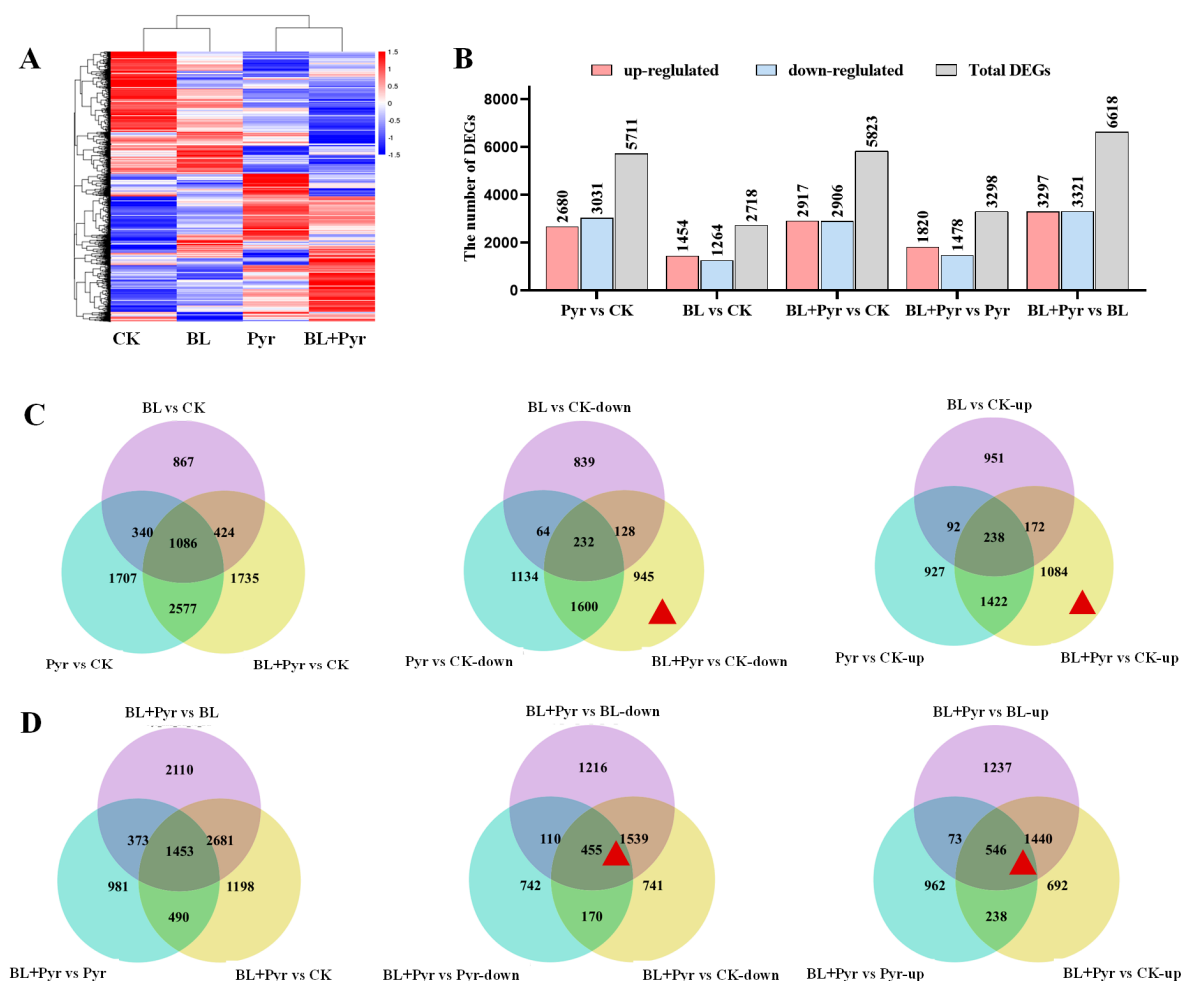 A
1.5
1
0.5
0
-0.5
-1
-1.5
CK BL Pyr BL+Pyr
B
up-reglulated down-reglulated Total DEGs
The number of DEGs
8000
6000
4000
2000
0
2680 3031 5711
1454 1264 2718
2917 2906 5823
1820 1478 3298
3297 3321 6618
Pyr vs CK BL vs CK BL+Pyr vs CK BL+Pyr vs Pyr BL+Pyr vs BL
C
BL vs CK
867
340 1086 424
1707 1735
2577
Pyr vs CK BL+Pyr vs CK
BL vs CK-down
839
64 232 128
1134 945
1600
Pyr vs CK-down BL+Pyr vs CK-down
BL vs CK-up
951
92 238 172
927 1084
1422
Pyr vs CK-up BL+Pyr vs CK-up
D
BL+Pyr vs BL
2110
373 1453 2681
981 1198
490
BL+Pyr vs Pyr BL+Pyr vs CK
BL+Pyr vs BL-down
1216
110 455 1539
742 741
170
BL+Pyr vs Pyr-down BL+Pyr vs CK-down
BL+Pyr vs BL-up
1237
73 546 1440
962 692
238
BL+Pyr vs Pyr-up BL+Pyr vs CK-up